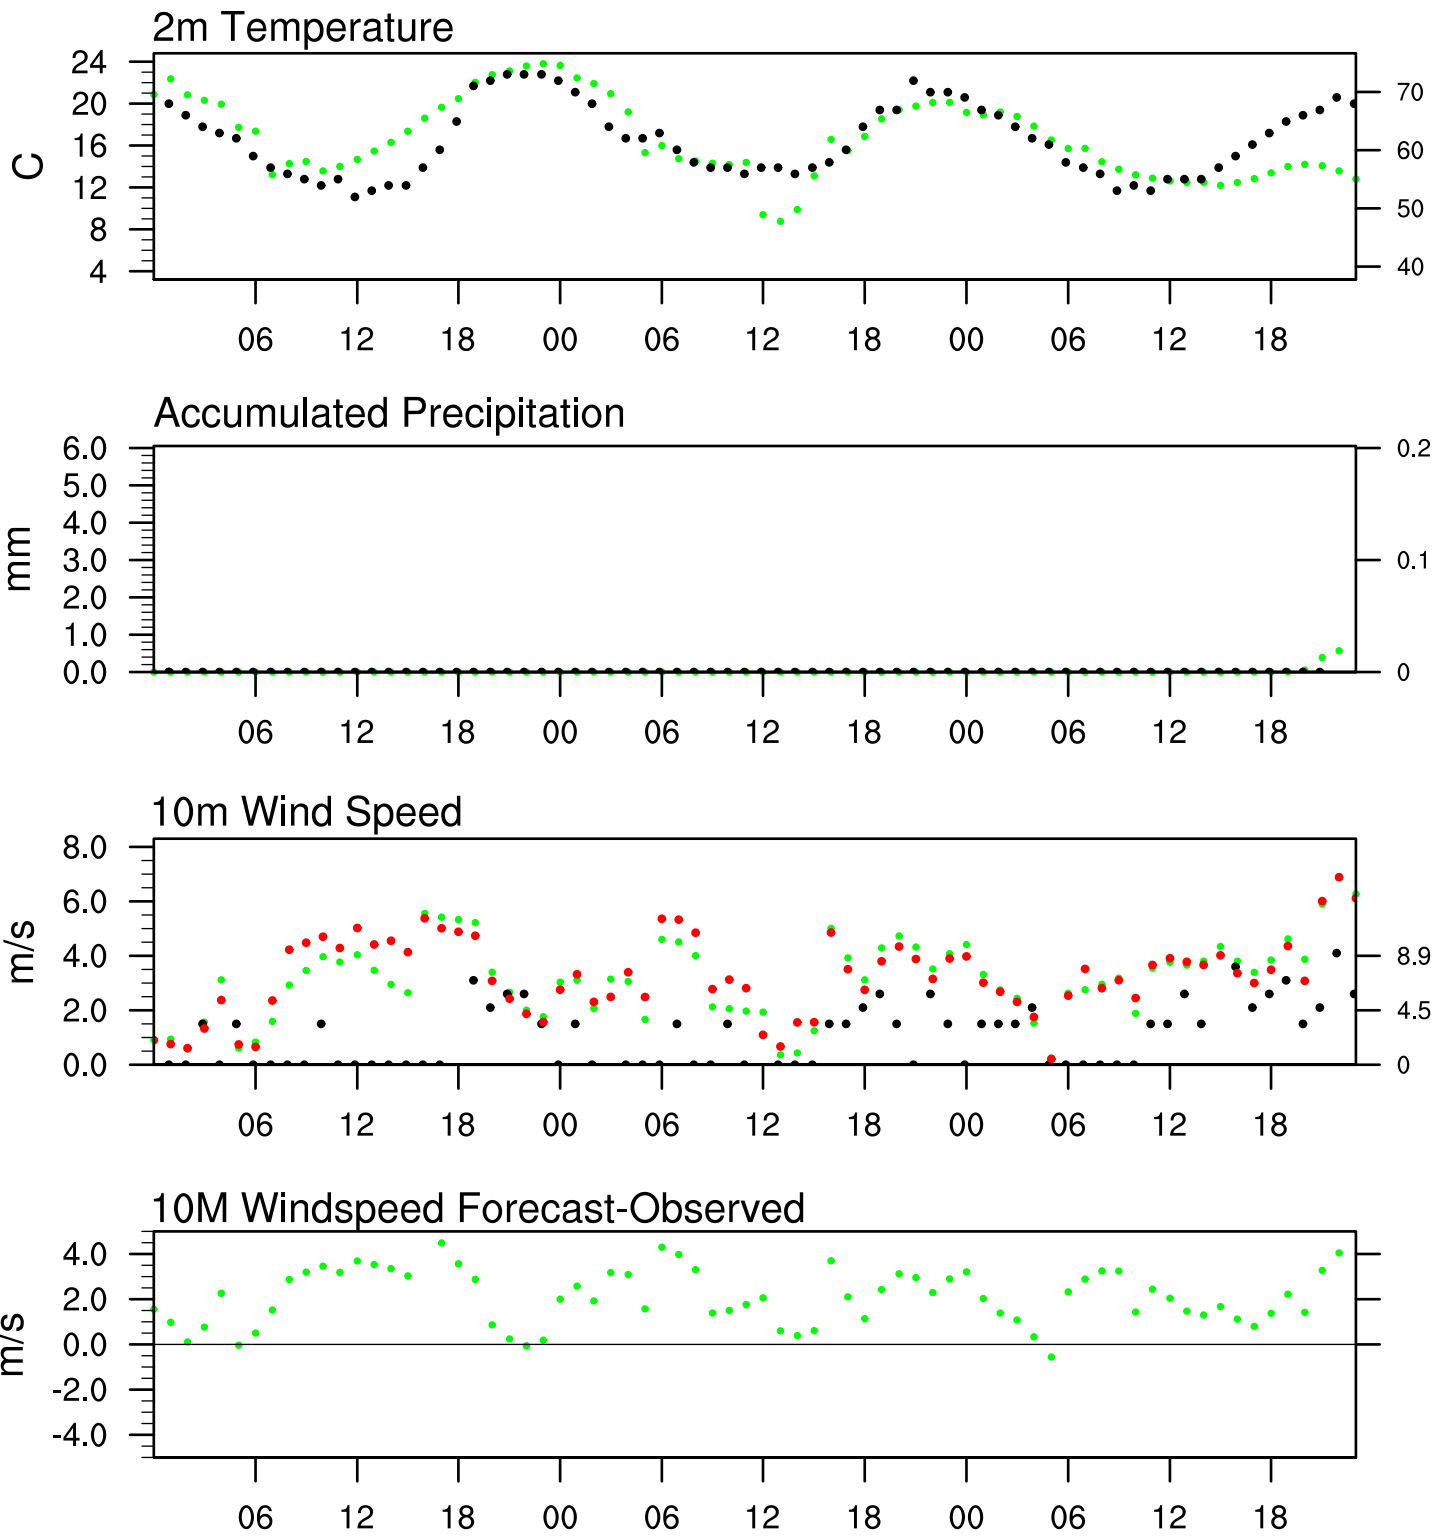 2m Temperature
24
20
16
12
8
4
C
70
60
50
40
06 12 18 00 06 12 18 00 06 12 18
Accumulated Precipitation
6.0
5.0
4.0
3.0
2.0
1.0
0.0
mm
0.2
0.1
0
06 12 18 00 06 12 18 00 06 12 18
10m Wind Speed
8.0
6.0
4.0
2.0
0.0
m/s
8.9
4.5
0
06 12 18 00 06 12 18 00 06 12 18
10M Windspeed Forecast-Observed
4.0
2.0
0.0
-2.0
-4.0
m/s
06 12 18 00 06 12 18 00 06 12 18